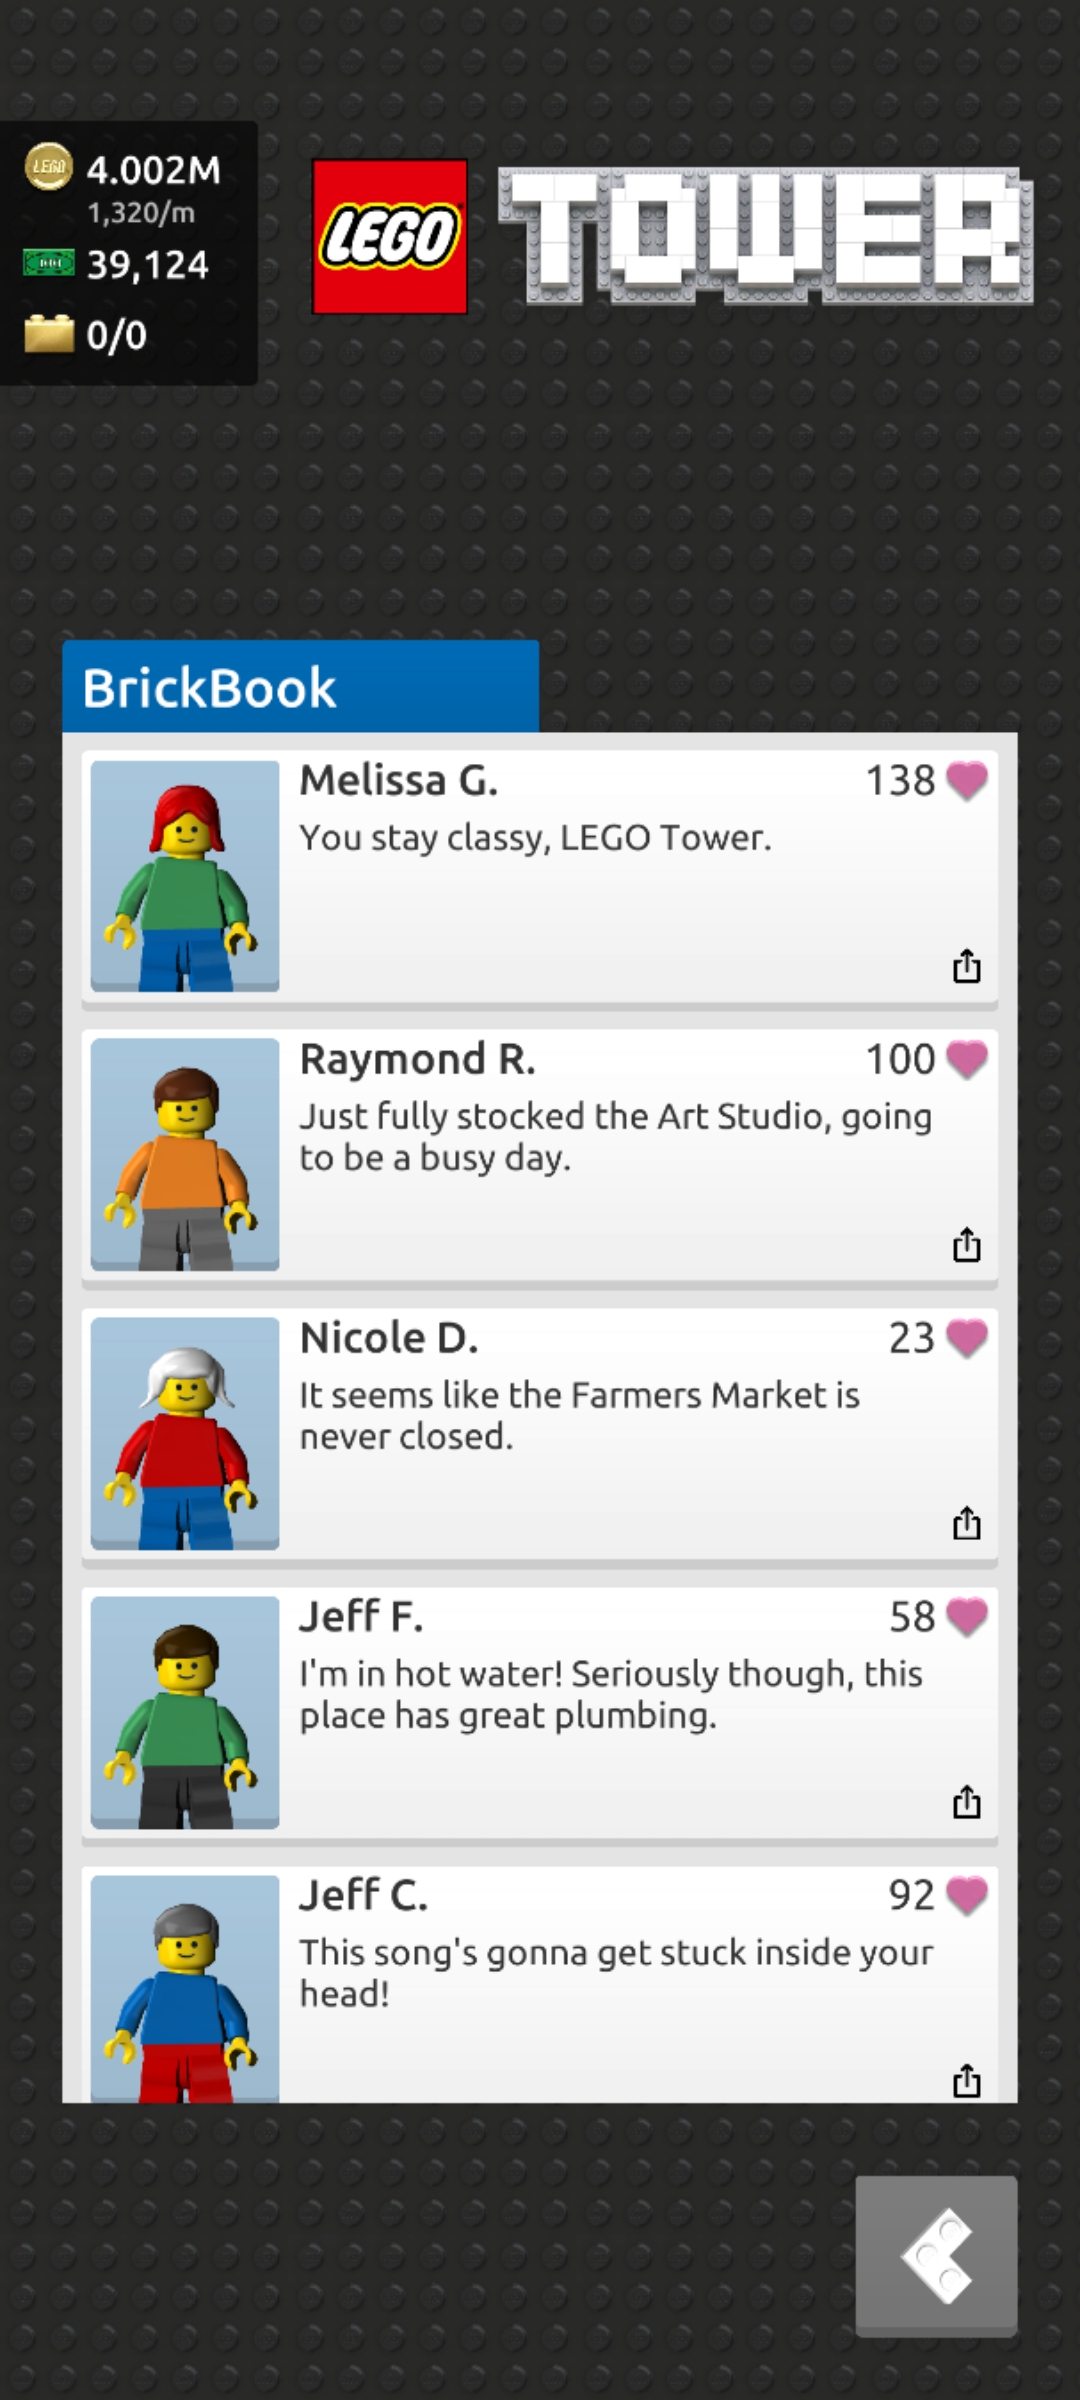 LEGO
4.002M
1,320/m
39,124
0/0
LEGO
TOWER
BrickBook
Melissa G.
138
You stay classy, LEGO Tower.
Raymond R.
100
Just fully stocked the Art Studio, going
to be a busy day.
Nicole D.
23
It seems like the Farmers Market is
never closed.
Jeff F.
58
I'm in hot water! Seriously though, this
place has great plumbing.
Jeff C.
92
This song's gonna get stuck inside your
head!